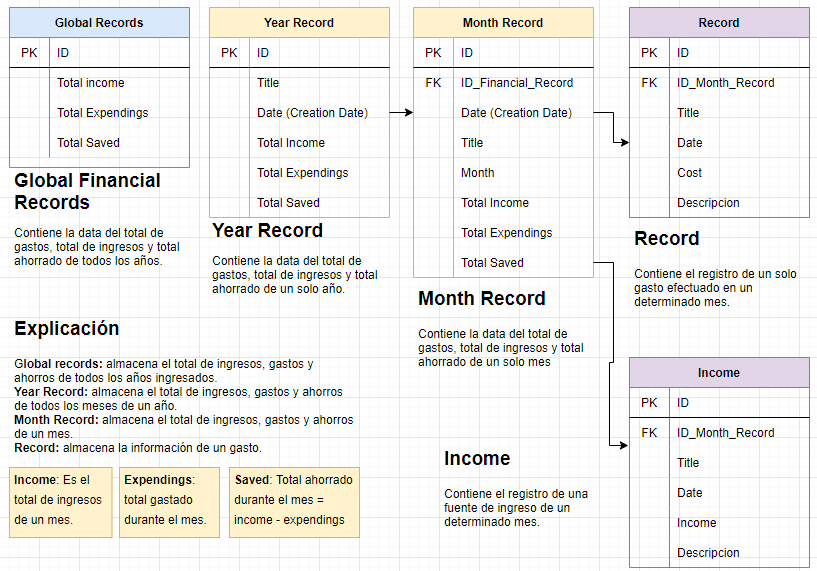 Global Records
PK ID
Total income
Total Expendings
Total Saved
Global Financial
Records
Contiene la data del total de
gastos, total de ingresos y total
ahorrado de todos los años.
Year Record
PK ID
Title
Date (Creation Date)
Total Income
Total Expendings
Total Saved
Year Record
Contiene la data del total de
gastos, total de ingresos y total
ahorrado de un solo año.
Month Record
PK ID
FK ID_Financial_Record
Date (Creation Date)
Title
Month
Total Income
Total Expendings
Total Saved
Month Record
Contiene la data del total de
gastos, total de ingresos y total
ahorrado de un solo mes
Record
PK ID
FK ID_Month_Record
Title
Date
Cost
Descripcion
Record
Contiene el registro de un solo
gasto efectuado en un
determinado mes.
Explicación
Global records: almacena el total de ingresos, gastos y
ahorros de todos los años ingresados.
Year Record: almacena el total de ingresos, gastos y ahorros
de todos los meses de un año.
Month Record: almacena el total de ingresos, gastos y ahorros
de un mes.
Record: almacena la información de un gasto.
Income: Es el
total de ingresos
de un mes.
Expendings:
total gastado
durante el mes.
Saved: Total ahorrado
durante el mes =
income - expendings
Income
Contiene el registro de una
fuente de ingreso de un
determinado mes.
Income
PK ID
FK ID_Month_Record
Title
Date
Income
Descripcion